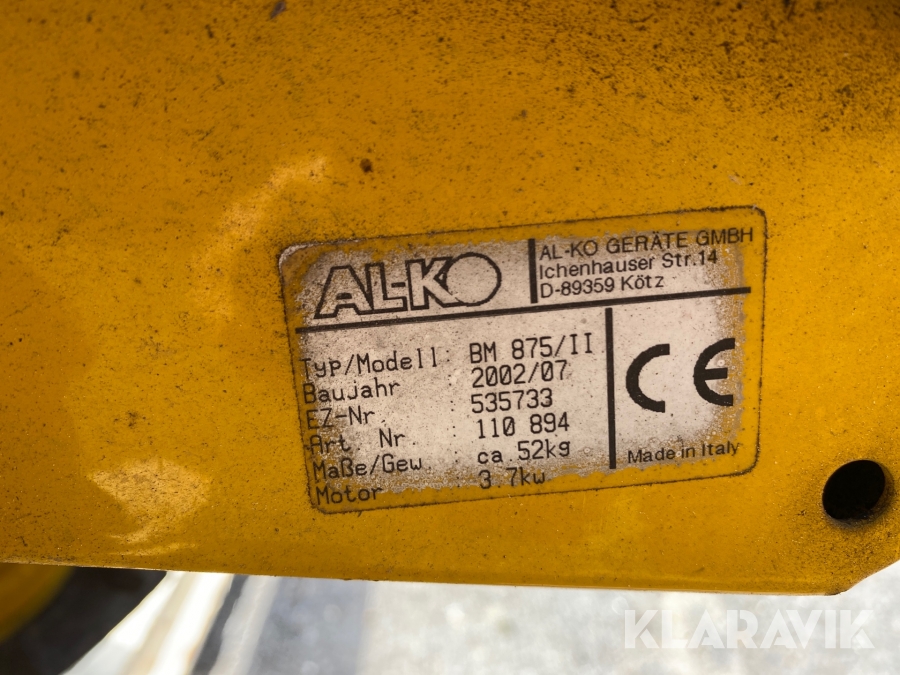 AL-KO
AL-KO GERÄTE GMBH
Ichenhauser Str.14
D-89359 Kötz
Typ/Modell : BM 875/II
Baujahr : 2002/07
EZ-Nr : 535733
Art Nr : 110 894
Maße/Gew : ca 52kg
Motor : 3 7kw
CE
Made in Italy
KLARAVIK